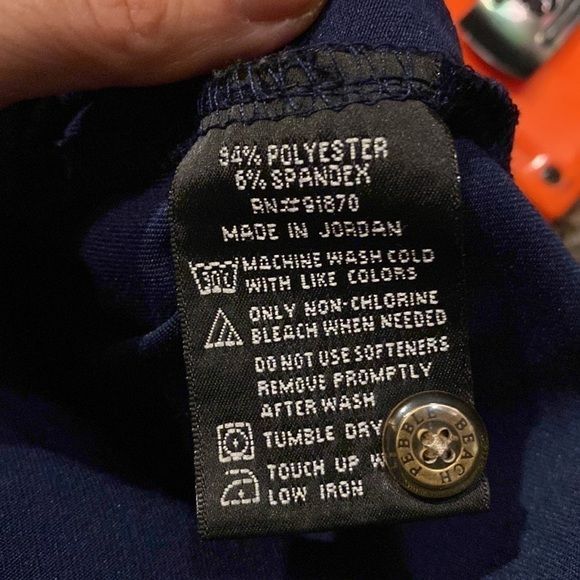 94% POLYESTER
6% SPANDEX
RN#91870
MADE IN JORDAN
MACHINE WASH COLD
WITH LIKE COLORS
ONLY NON-CHLORINE
BLEACH WHEN NEEDED
DO NOT USE SOFTENERS
REMOVE PROMPTLY
AFTER WASH
TUMBLE DRY
TOUCH UP W
LOW IRON
PEBBLE BEACH